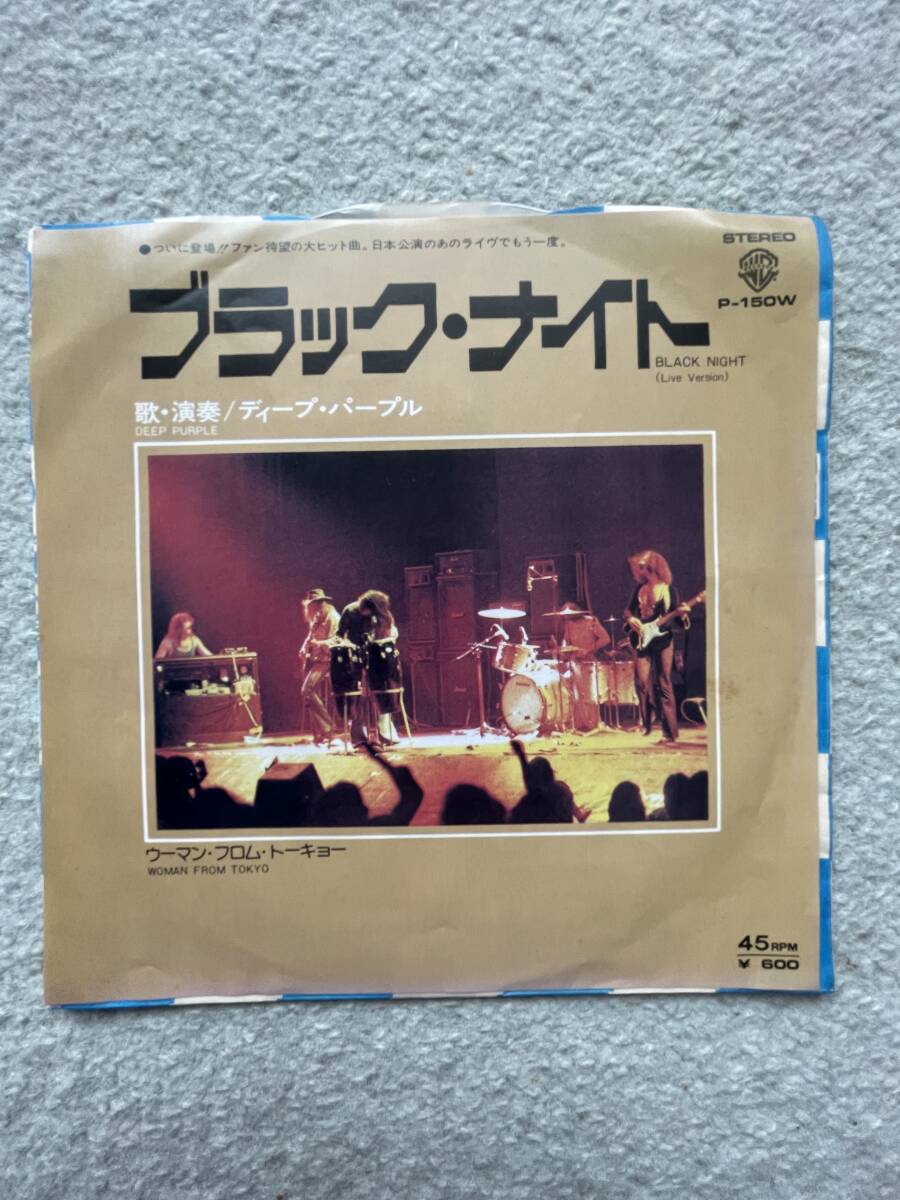 ●ついに登場!!ファン待望の大ヒット曲。日本公演のあのライヴでもう一度。
STEREO
P-150W
ブラック・ナイト
BLACK NIGHT
(Live Version)
歌・演奏/ディープ・パープル
DEEP PURPLE
ウーマン・フロム・トーキョー
WOMAN FROM TOKYO
45RPM
¥ 600